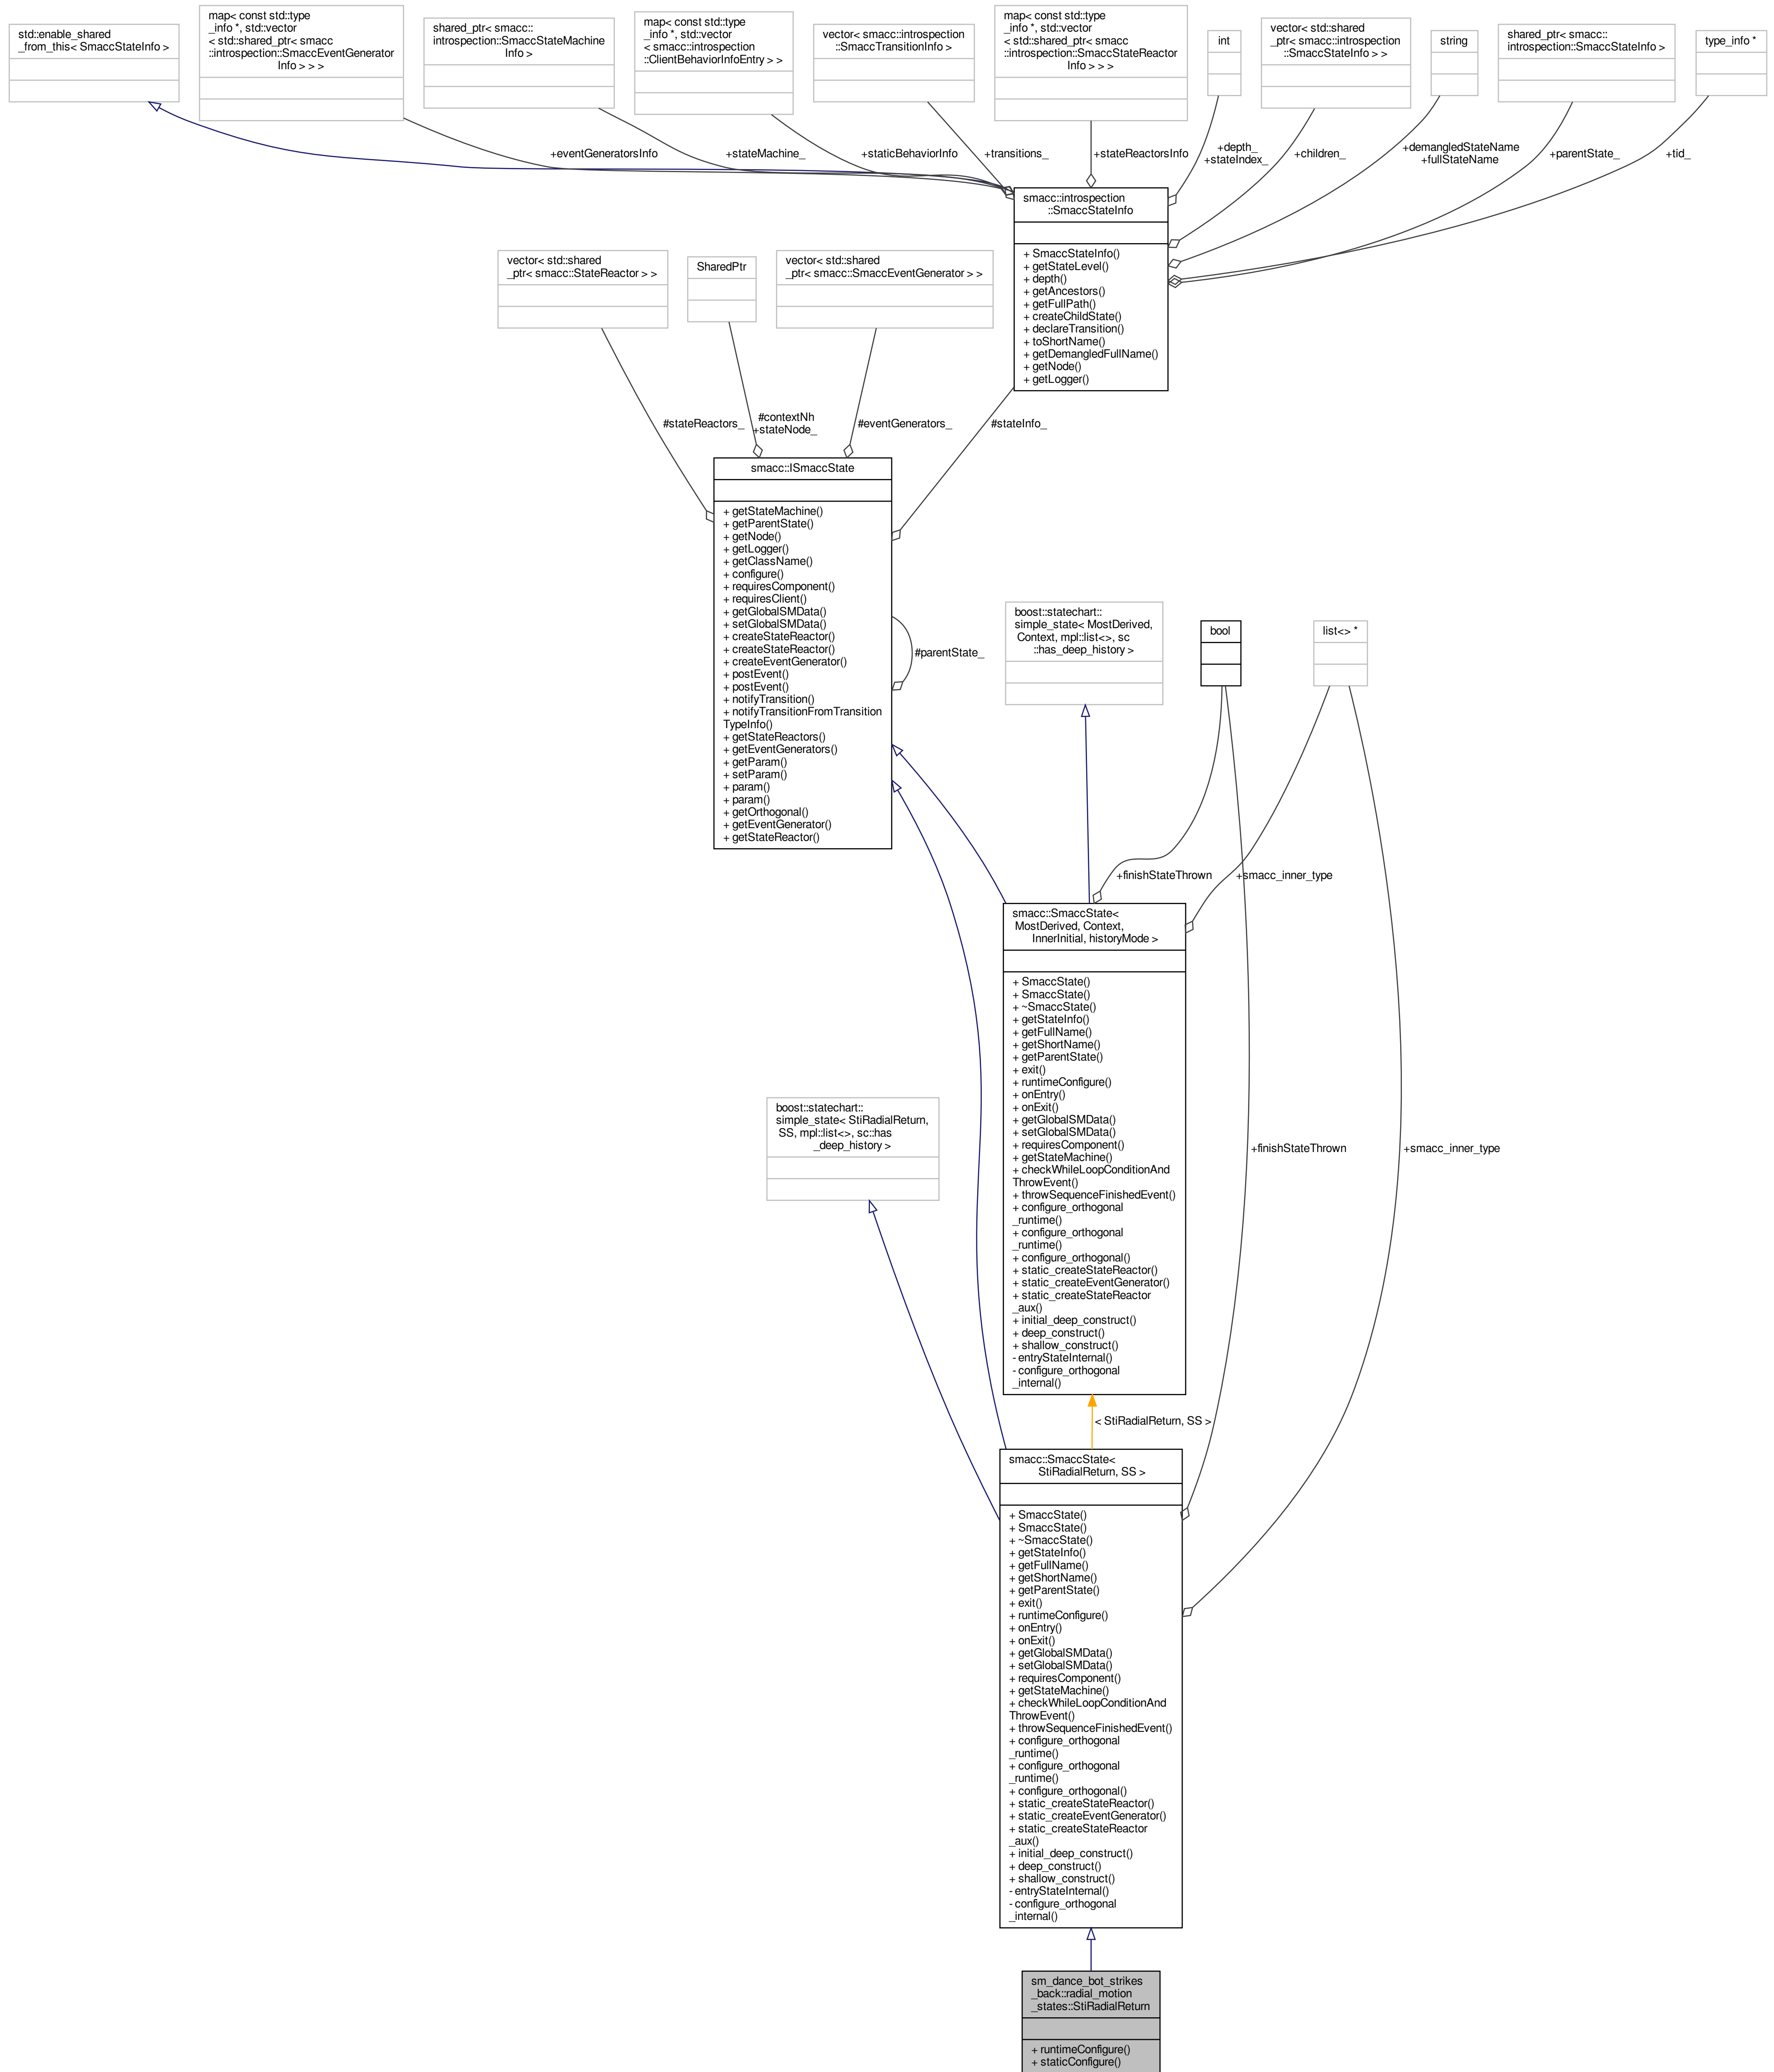 std::enable_shared
_from_this< SmaccStateInfo >
map< const std::type
_info *, std::vector
< std::shared_ptr< smacc
::introspection::SmaccEventGenerator
Info > > >
shared_ptr< smacc::
introspection::SmaccStateMachine
Info >
map< const std::type
_info *, std::vector
< smacc::introspection
::ClientBehaviorInfoEntry > >
vector< smacc::introspection
::SmaccTransitionInfo >
map< const std::type
_info *, std::vector
< std::shared_ptr< smacc
::introspection::SmaccStateReactor
Info > > >
int
vector< std::shared
_ptr< smacc::introspection
::SmaccStateInfo > >
string
shared_ptr< smacc::
introspection::SmaccStateInfo >
type_info *
+eventGeneratorsInfo
+stateMachine_
+staticBehaviorInfo
+transitions_
+stateReactorsInfo
+depth_
+stateIndex_
+children_
+demangledStateName
+fullStateName
+parentState_
+tid_
smacc::introspection
::SmaccStateInfo
+ SmaccStateInfo()
+ getStateLevel()
+ depth()
+ getAncestors()
+ getFullPath()
+ createChildState()
+ declareTransition()
+ toShortName()
+ getDemangledFullName()
+ getNode()
+ getLogger()
vector< std::shared
_ptr< smacc::StateReactor > >
SharedPtr
vector< std::shared
_ptr< smacc::SmaccEventGenerator > >
#stateReactors_
#contextNh
+stateNode_
#eventGenerators_
#stateInfo_
smacc::ISmaccState
+ getStateMachine()
+ getParentState()
+ getNode()
+ getLogger()
+ getClassName()
+ configure()
+ requiresComponent()
+ requiresClient()
+ getGlobalSMData()
+ setGlobalSMData()
+ createStateReactor()
+ createStateReactor()
+ createEventGenerator()
+ postEvent()
+ postEvent()
+ notifyTransition()
+ notifyTransitionFromTransition
TypeInfo()
+ getStateReactors()
+ getEventGenerators()
+ getParam()
+ setParam()
+ param()
+ param()
+ getOrthogonal()
+ getEventGenerator()
+ getStateReactor()
#parentState_
boost::statechart::
simple_state< MostDerived,
Context, mpl::list<>, sc
::has_deep_history >
bool
list<> *
+finishStateThrown
+smacc_inner_type
smacc::SmaccState<
MostDerived, Context,
InnerInitial, historyMode >
+ SmaccState()
+ SmaccState()
+ ~SmaccState()
+ getStateInfo()
+ getFullName()
+ getShortName()
+ getParentState()
+ exit()
+ runtimeConfigure()
+ onEntry()
+ onExit()
+ getGlobalSMData()
+ setGlobalSMData()
+ requiresComponent()
+ getStateMachine()
+ checkWhileLoopConditionAnd
ThrowEvent()
+ throwSequenceFinishedEvent()
+ configure_orthogonal
_runtime()
+ configure_orthogonal
_runtime()
+ configure_orthogonal()
+ static_createStateReactor()
+ static_createEventGenerator()
+ static_createStateReactor
_aux()
+ initial_deep_construct()
+ deep_construct()
+ shallow_construct()
- entryStateInternal()
- configure_orthogonal
_internal()
boost::statechart::
simple_state< StiRadialReturn,
SS, mpl::list<>, sc::has
_deep_history >
+finishStateThrown
+smacc_inner_type
< StiRadialReturn, SS >
smacc::SmaccState<
StiRadialReturn, SS >
+ SmaccState()
+ SmaccState()
+ ~SmaccState()
+ getStateInfo()
+ getFullName()
+ getShortName()
+ getParentState()
+ exit()
+ runtimeConfigure()
+ onEntry()
+ onExit()
+ getGlobalSMData()
+ setGlobalSMData()
+ requiresComponent()
+ getStateMachine()
+ checkWhileLoopConditionAnd
ThrowEvent()
+ throwSequenceFinishedEvent()
+ configure_orthogonal
_runtime()
+ configure_orthogonal
_runtime()
+ configure_orthogonal()
+ static_createStateReactor()
+ static_createEventGenerator()
+ static_createStateReactor
_aux()
+ initial_deep_construct()
+ deep_construct()
+ shallow_construct()
- entryStateInternal()
- configure_orthogonal
_internal()
sm_dance_bot_strikes
_back::radial_motion
_states::StiRadialReturn
+ runtimeConfigure()
+ staticConfigure()